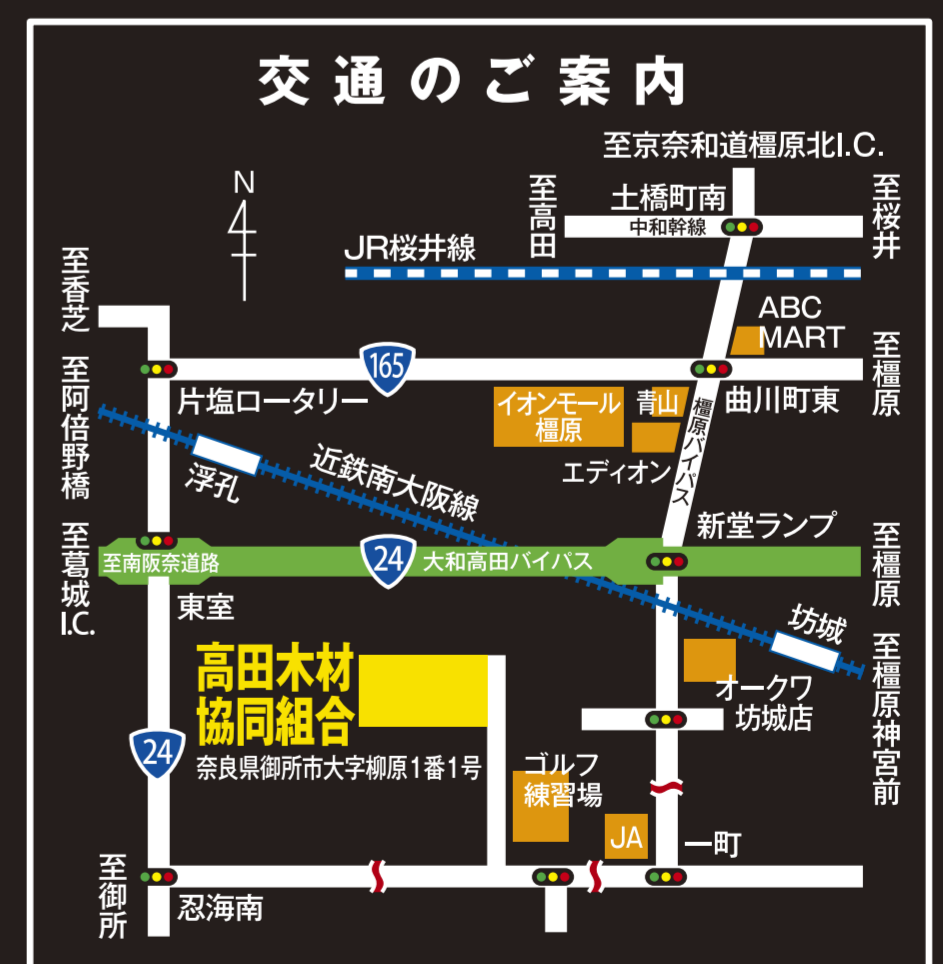 交通のご案内
至京奈和道橿原北I.C.
N
至高田
土橋町南
至桜井
中和幹線
JR桜井線
至香芝
ABC
MART
165
至橿原
至阿倍野橋
片塩ロータリー
イオンモール
橿原
青山
曲川町東
橿原バイパス
エディオン
浮孔
近鉄南大阪線
新堂ランプ
至葛城
I.C.
至南阪奈道路
24
大和高田バイパス
至橿原
東室
坊城
至橿原神宮前
高田木材
協同組合
オークワ
坊城店
24
奈良県御所市大字柳原1番1号
ゴルフ
練習場
JA
一町
至御所
忍海南